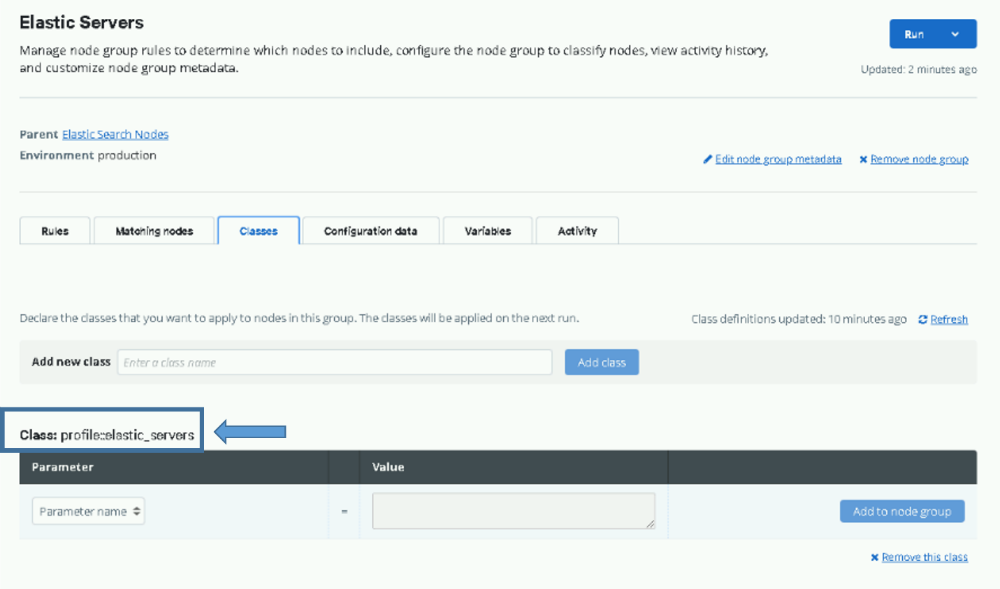 Elastic Servers
Run
Manage node group rules to determine which nodes to include, configure the node group to classify nodes, view activity history,
and customize node group metadata.
Updated: 2 minutes ago
Parent Elastic Search Nodes
Environment production
Edit node group metadata
Remove node group
Rules
Matching nodes
Classes
Configuration data
Variables
Activity
Declare the classes that you want to apply to nodes in this group. The classes will be applied on the next run.
Class definitions updated: 10 minutes ago
Refresh
Add new class
Enter a class name
Add class
Class: profile::elastic_servers
Parameter
Value
Parameter name
=
Add to node group
Remove this class